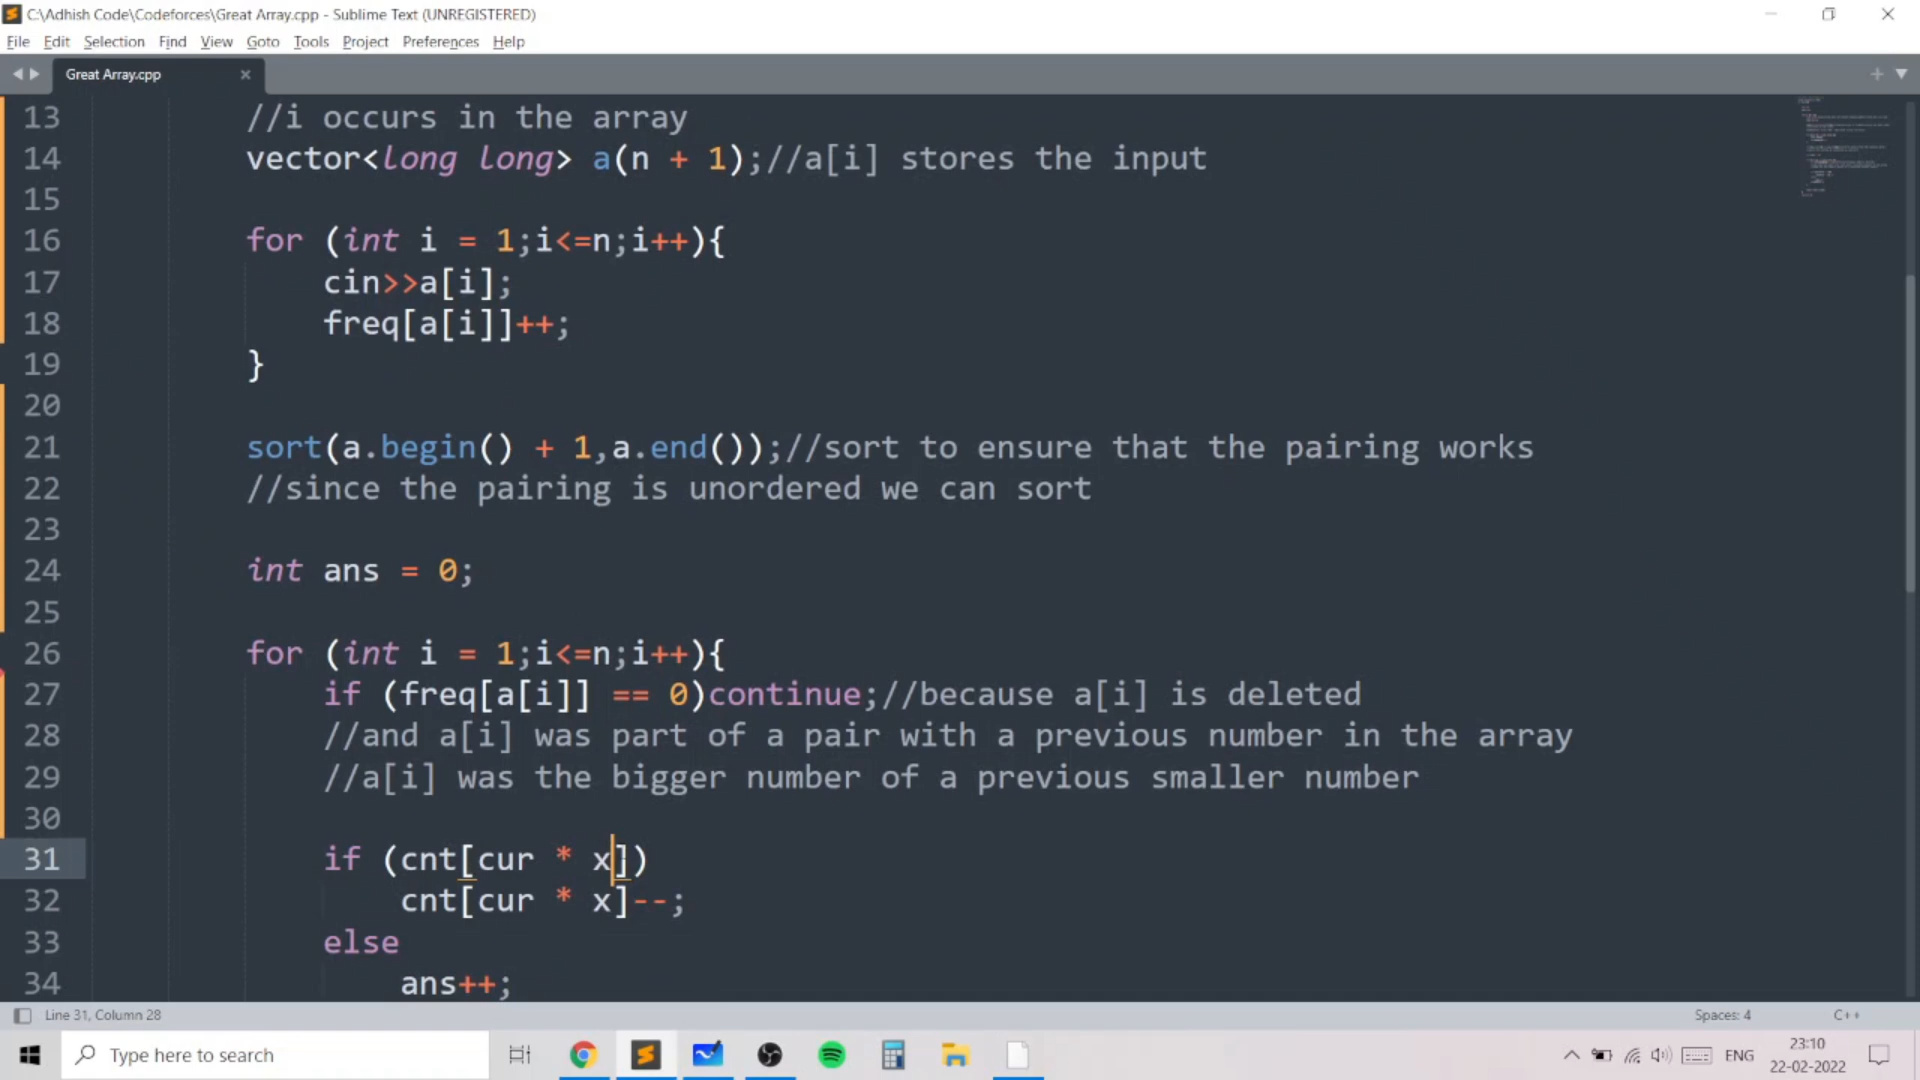 C:\Adhish Code\Codeforces\Great Array.cpp - Sublime Text (UNREGISTERED)
File Edit Selection Find View Goto Tools Project Preferences Help
Great Array.cpp
13 //i occurs in the array
14 vector<long long> a(n + 1);//a[i] stores the input
15
16 for (int i = 1;i<=n;i++){
17 cin>>a[i];
18 freq[a[i]]++;
19 }
20
21 sort(a.begin() + 1,a.end());//sort to ensure that the pairing works
22 //since the pairing is unordered we can sort
23
24 int ans = 0;
25
26 for (int i = 1;i<=n;i++){
27 if (freq[a[i]] == 0)continue;//because a[i] is deleted
28 //and a[i] was part of a pair with a previous number in the array
29 //a[i] was the bigger number of a previous smaller number
30
31 if (cnt[cur * x])
32 cnt[cur * x]--;
33 else
34 ans++;
Line 31, Column 28 Spaces: 4 C++
Type here to search ENG 23:10
22-02-2022